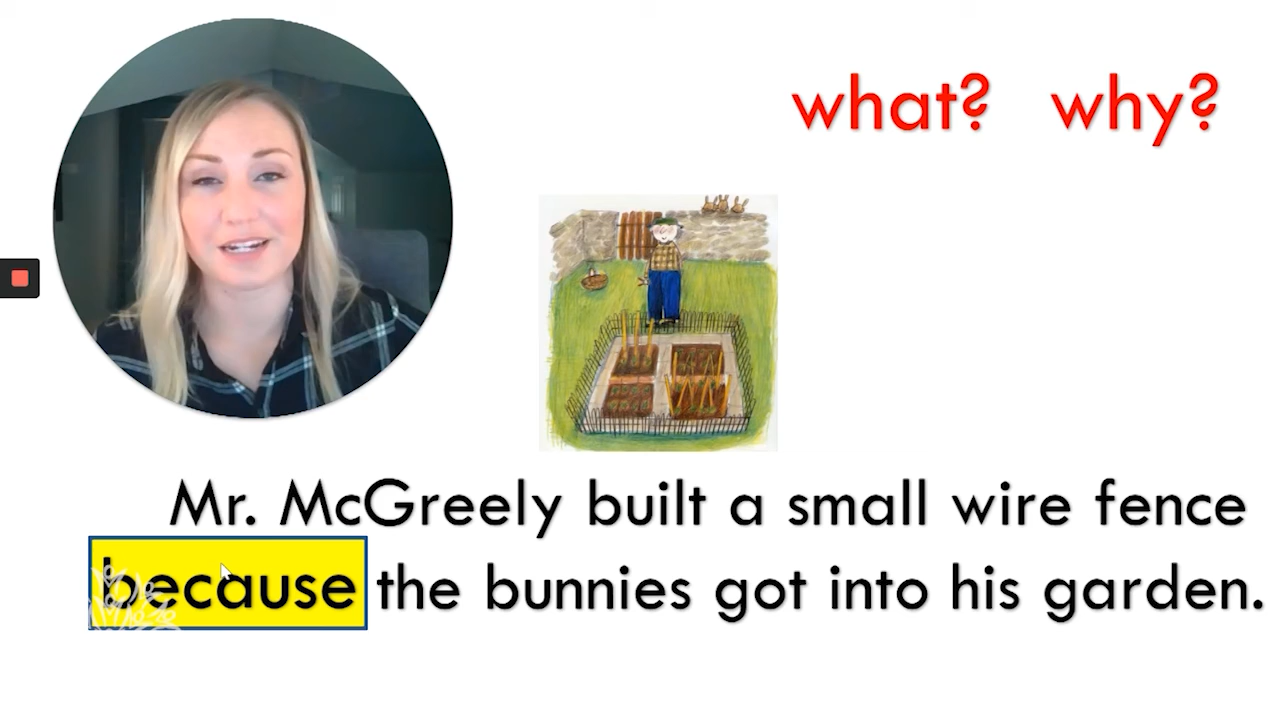 what? why?
Mr. McGreely built a small wire fence
because the bunnies got into his garden.